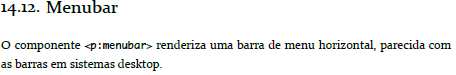 14.12. Menubar
O componente <p:menubar> renderiza uma barra de menu horizontal, parecida com
as barras em sistemas desktop.